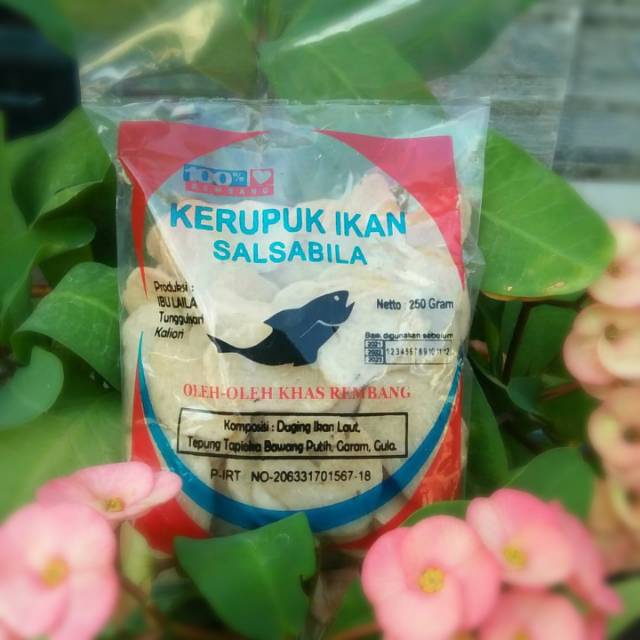 100%
REMBANG
KERUPUK IKAN
SALSABILA
Produksi :
IBU LAILA
Tunggulsari
Kaliori
Netto : 250 Gram
Baik digunakan sebelum
2021
2022
2023
1 2 3 4 5 6 7 8 9 10 11 12
OLEH-OLEH KHAS REMBANG
Komposisi : Duging Ikan Laut,
Tepung Tapioka Bawang Putih, Garam, Gula.
P-IRT NO-206331701567-18